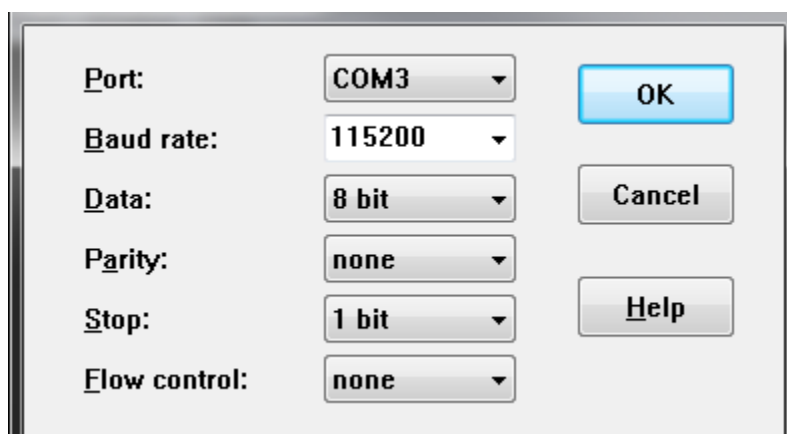 Port: COM3
Baud rate: 115200
Data: 8 bit
Parity: none
Stop: 1 bit
Flow control: none
OK
Cancel
Help